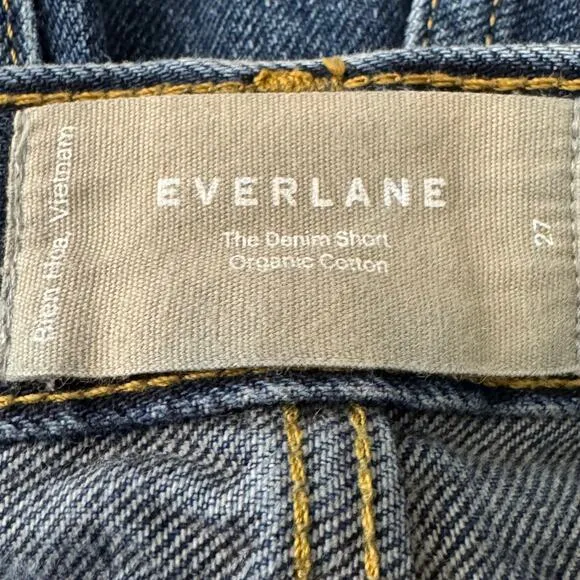 EVERLANE
The Denim Short
Organic Cotton
Bien Hoa, Vietnam
27